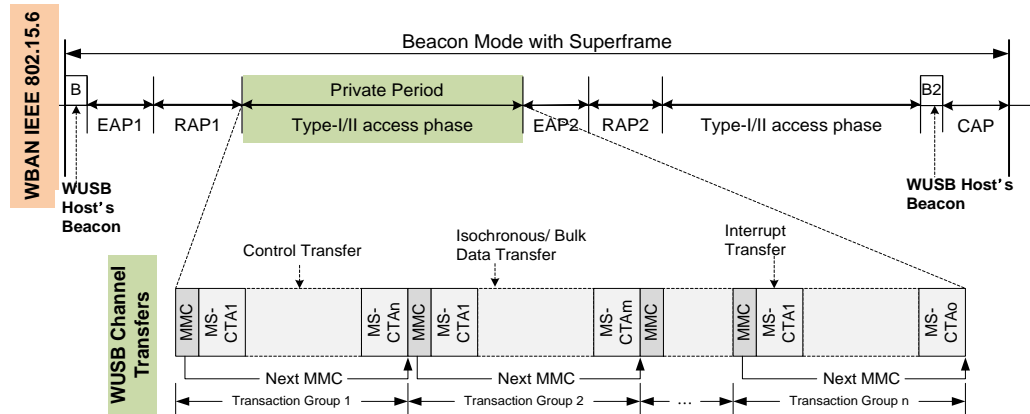 WBAN IEEE 802.15.6
Beacon Mode with Superframe
B
EAP1
RAP1
Private Period
Type-I/II access phase
EAP2
RAP2
Type-I/II access phase
B2
CAP
WUSB
Host's
Beacon
WUSB Host's
Beacon
WUSB Channel
Transfers
Control Transfer
Isochronous/ Bulk
Data Transfer
Interrupt
Transfer
MMC
MS-
CTA1
MS-
CTAn
MMC
MS-
CTA1
MS-
CTAm
MMC
MMC
MS-
CTA1
MS-
CTAo
Next MMC
Next MMC
Next MMC
Transaction Group 1
Transaction Group 2
...
Transaction Group n